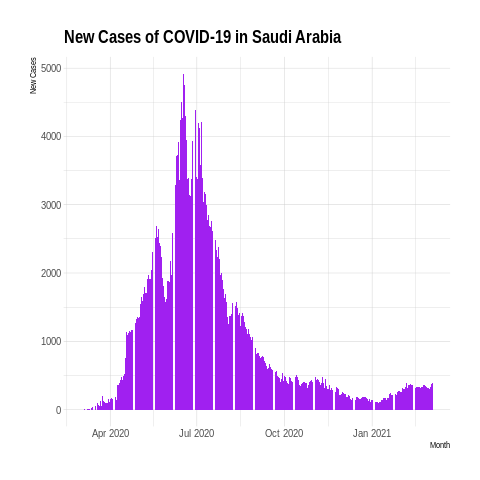 New Cases of COVID-19 in Saudi Arabia
New Cases
5000
4000
3000
2000
1000
0
Apr 2020 Jul 2020 Oct 2020 Jan 2021
Month